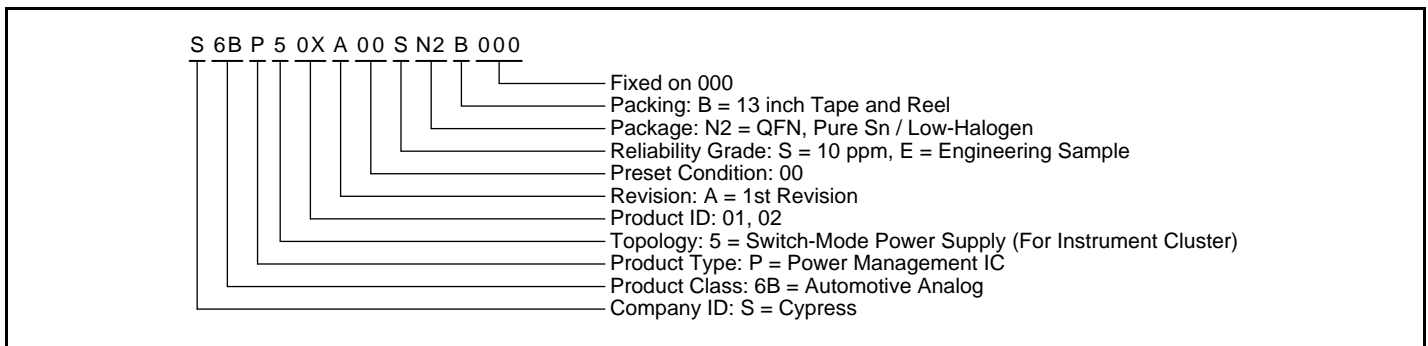 S 6B P 5 0X A 00 S N2 B 000
Fixed on 000
Packing: B = 13 inch Tape and Reel
Package: N2 = QFN, Pure Sn / Low-Halogen
Reliability Grade: S = 10 ppm, E = Engineering Sample
Preset Condition: 00
Revision: A = 1st Revision
Product ID: 01, 02
Topology: 5 = Switch-Mode Power Supply (For Instrument Cluster)
Product Type: P = Power Management IC
Product Class: 6B = Automotive Analog
Company ID: S = Cypress